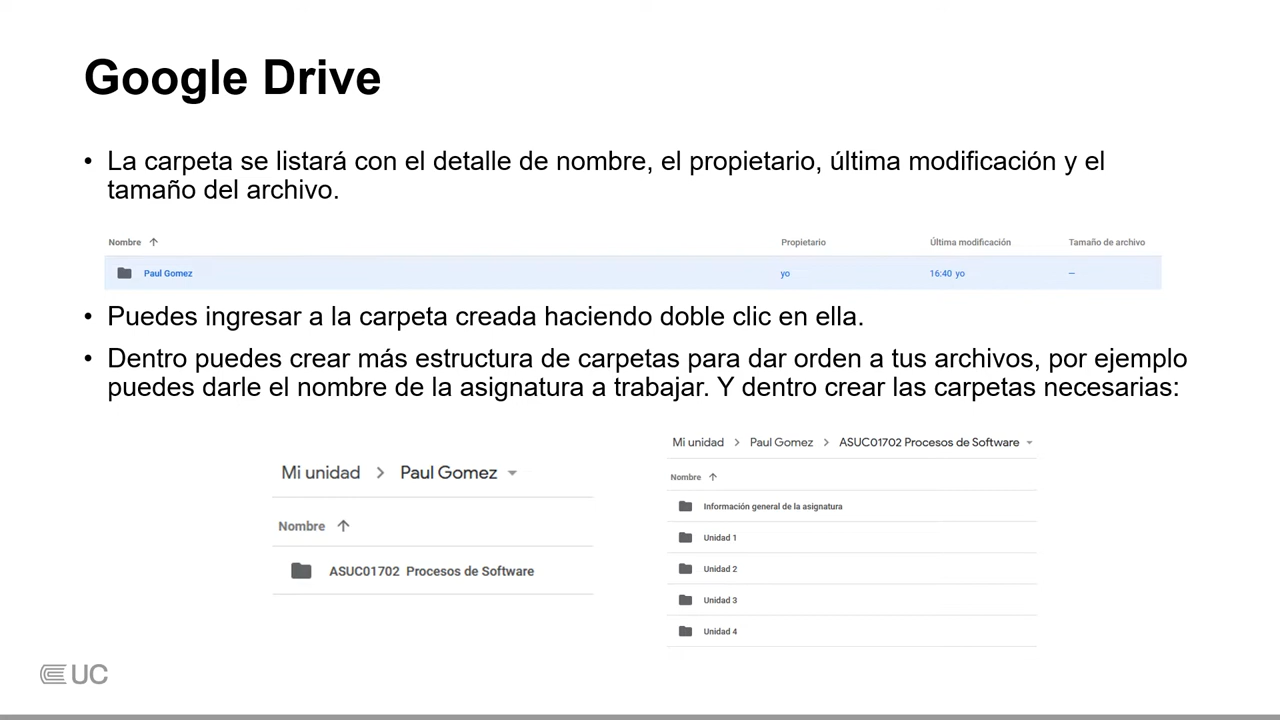 Google Drive
• La carpeta se listará con el detalle de nombre, el propietario, última modificación y el
tamaño del archivo.
Nombre Propietario Última modificación Tamaño de archivo
Paul Gomez yo 16:40 yo —
• Puedes ingresar a la carpeta creada haciendo doble clic en ella.
• Dentro puedes crear más estructura de carpetas para dar orden a tus archivos, por ejemplo
puedes darle el nombre de la asignatura a trabajar. Y dentro crear las carpetas necesarias:
Mi unidad > Paul Gomez
Nombre
ASUC01702 Procesos de Software
Mi unidad > Paul Gomez > ASUC01702 Procesos de Software
Nombre
Información general de la asignatura
Unidad 1
Unidad 2
Unidad 3
Unidad 4
UC